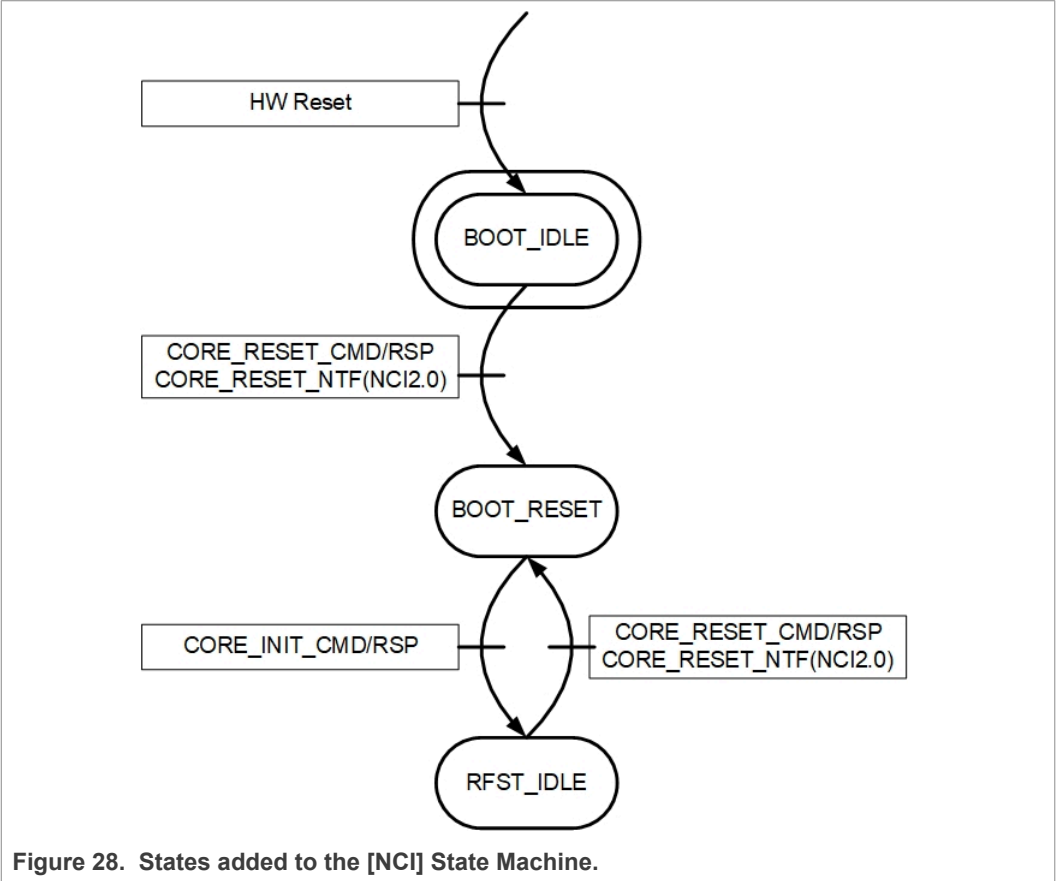 HW Reset
BOOT_IDLE
CORE_RESET_CMD/RSP
CORE_RESET_NTF(NCI2.0)
BOOT_RESET
CORE_INIT_CMD/RSP
CORE_RESET_CMD/RSP
CORE_RESET_NTF(NCI2.0)
RFST_IDLE
Figure 28. States added to the [NCI] State Machine.